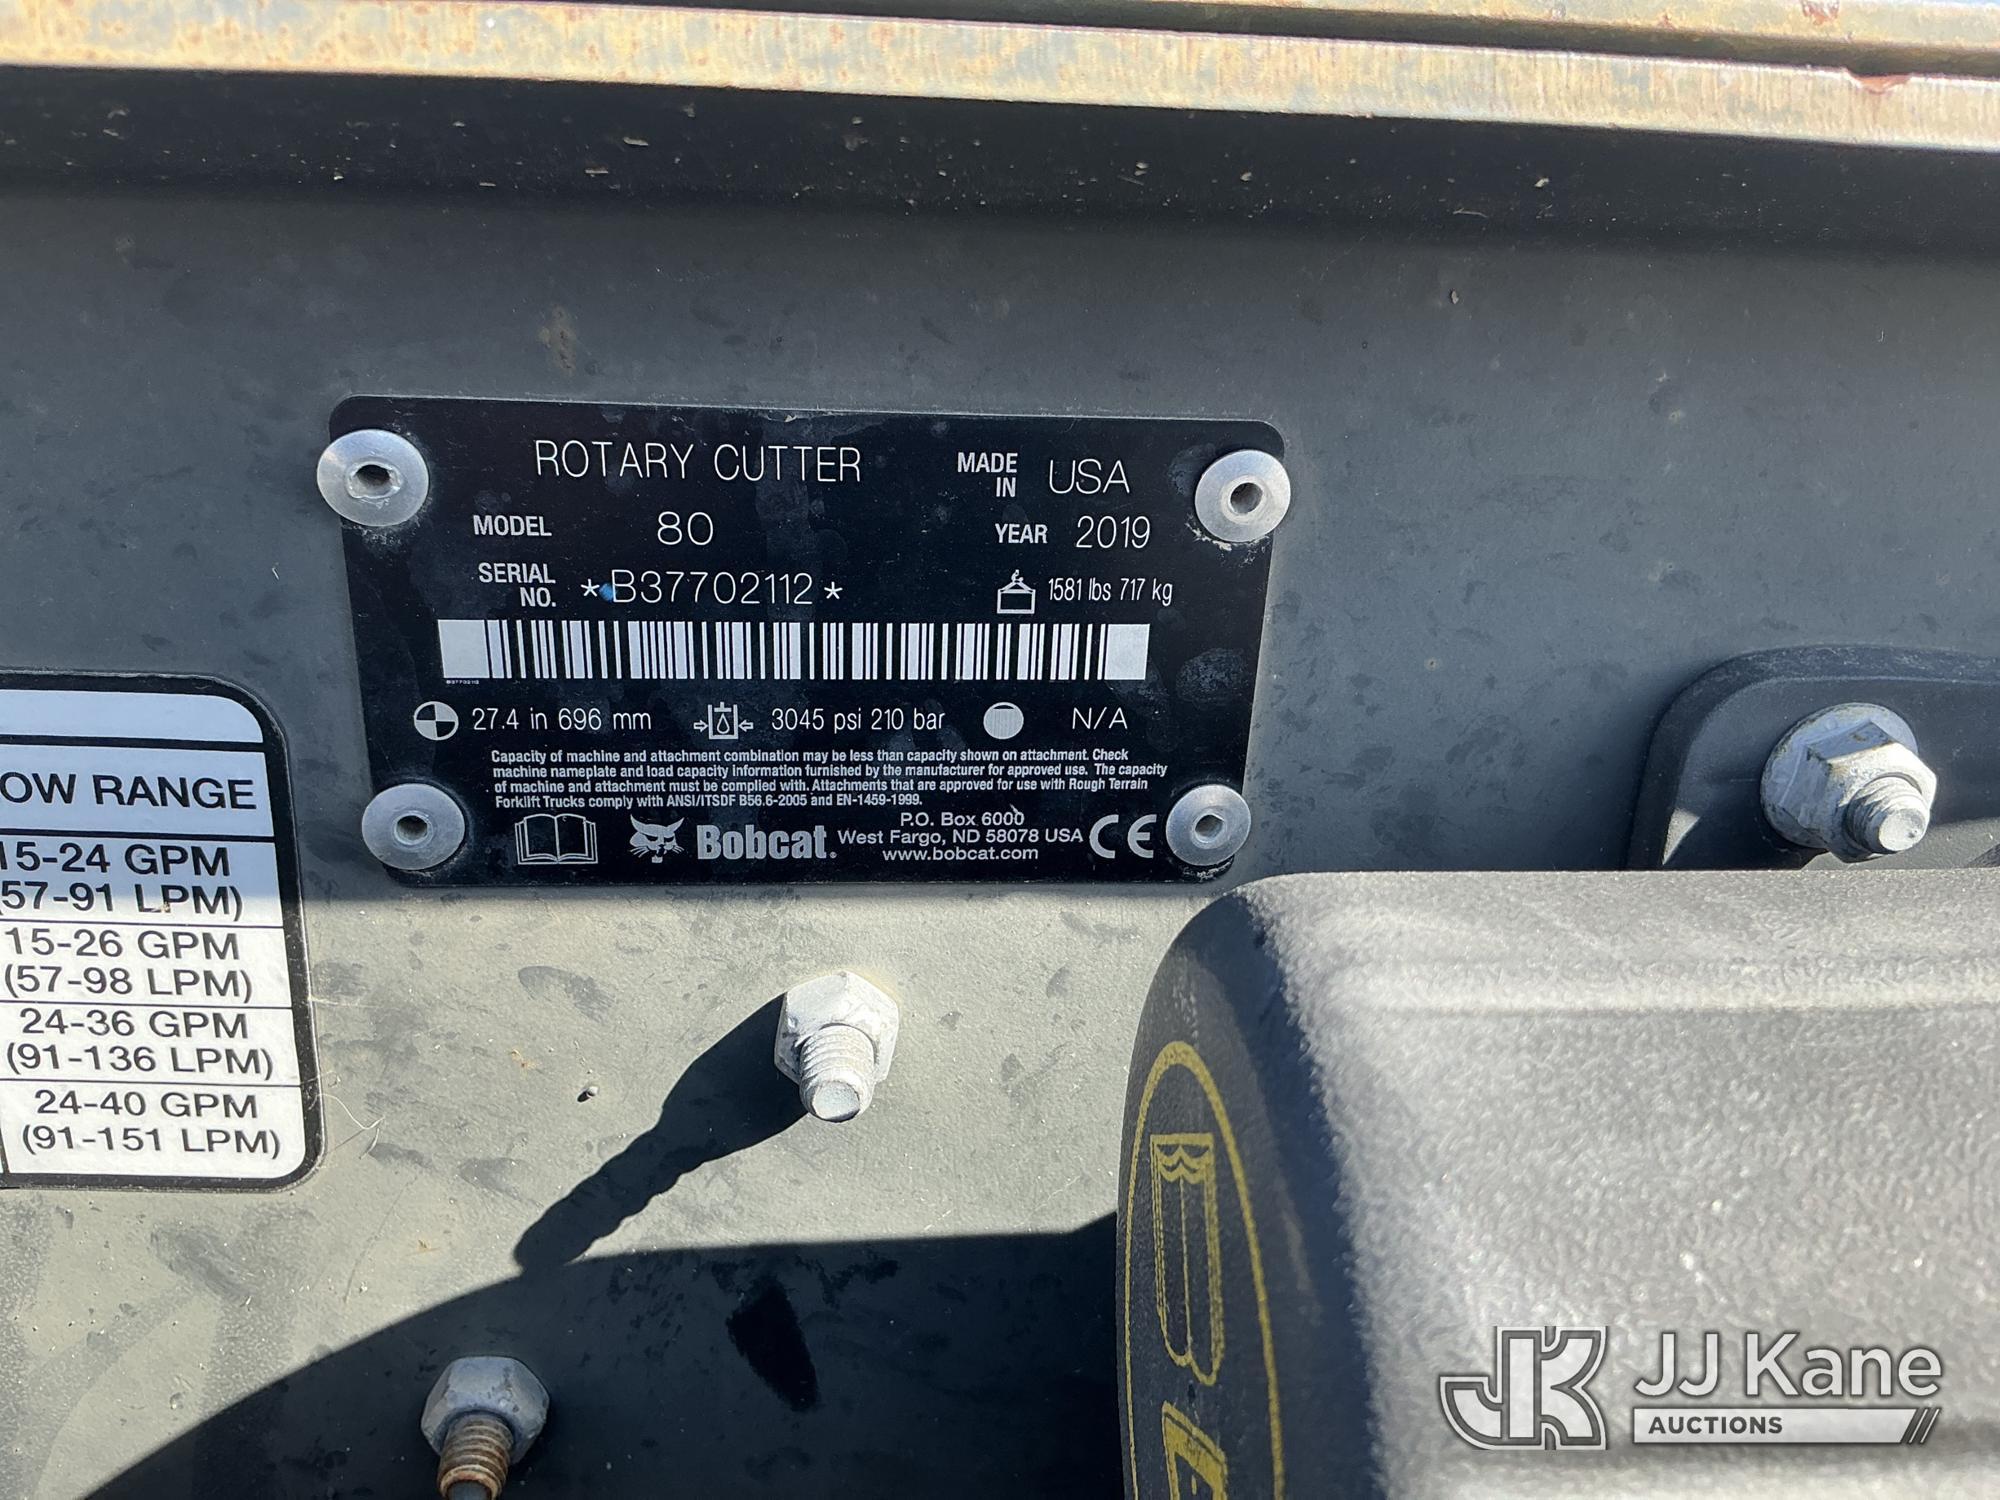 ROTARY CUTTER
MADE IN USA
MODEL 80
YEAR 2019
SERIAL NO. *B37702112*
1581 lbs 717 kg
B37702112
27.4 in 696 mm
3045 psi 210 bar
N/A
Capacity of machine and attachment combination may be less than capacity shown on attachment. Check
machine nameplate and load capacity information furnished by the manufacturer for approved use. The capacity
of machine and attachment must be complied with. Attachments that are approved for use with Rough Terrain
Forklift Trucks comply with ANSI/ITSDF B56.6-2005 and EN-1459-1999.
Bobcat.
P.O. Box 6000
West Fargo, ND 58078 USA
www.bobcat.com
CE
OW RANGE
15-24 GPM
(57-91 LPM)
15-26 GPM
(57-98 LPM)
24-36 GPM
(91-136 LPM)
24-40 GPM
(91-151 LPM)
JK
JJ Kane
AUCTIONS